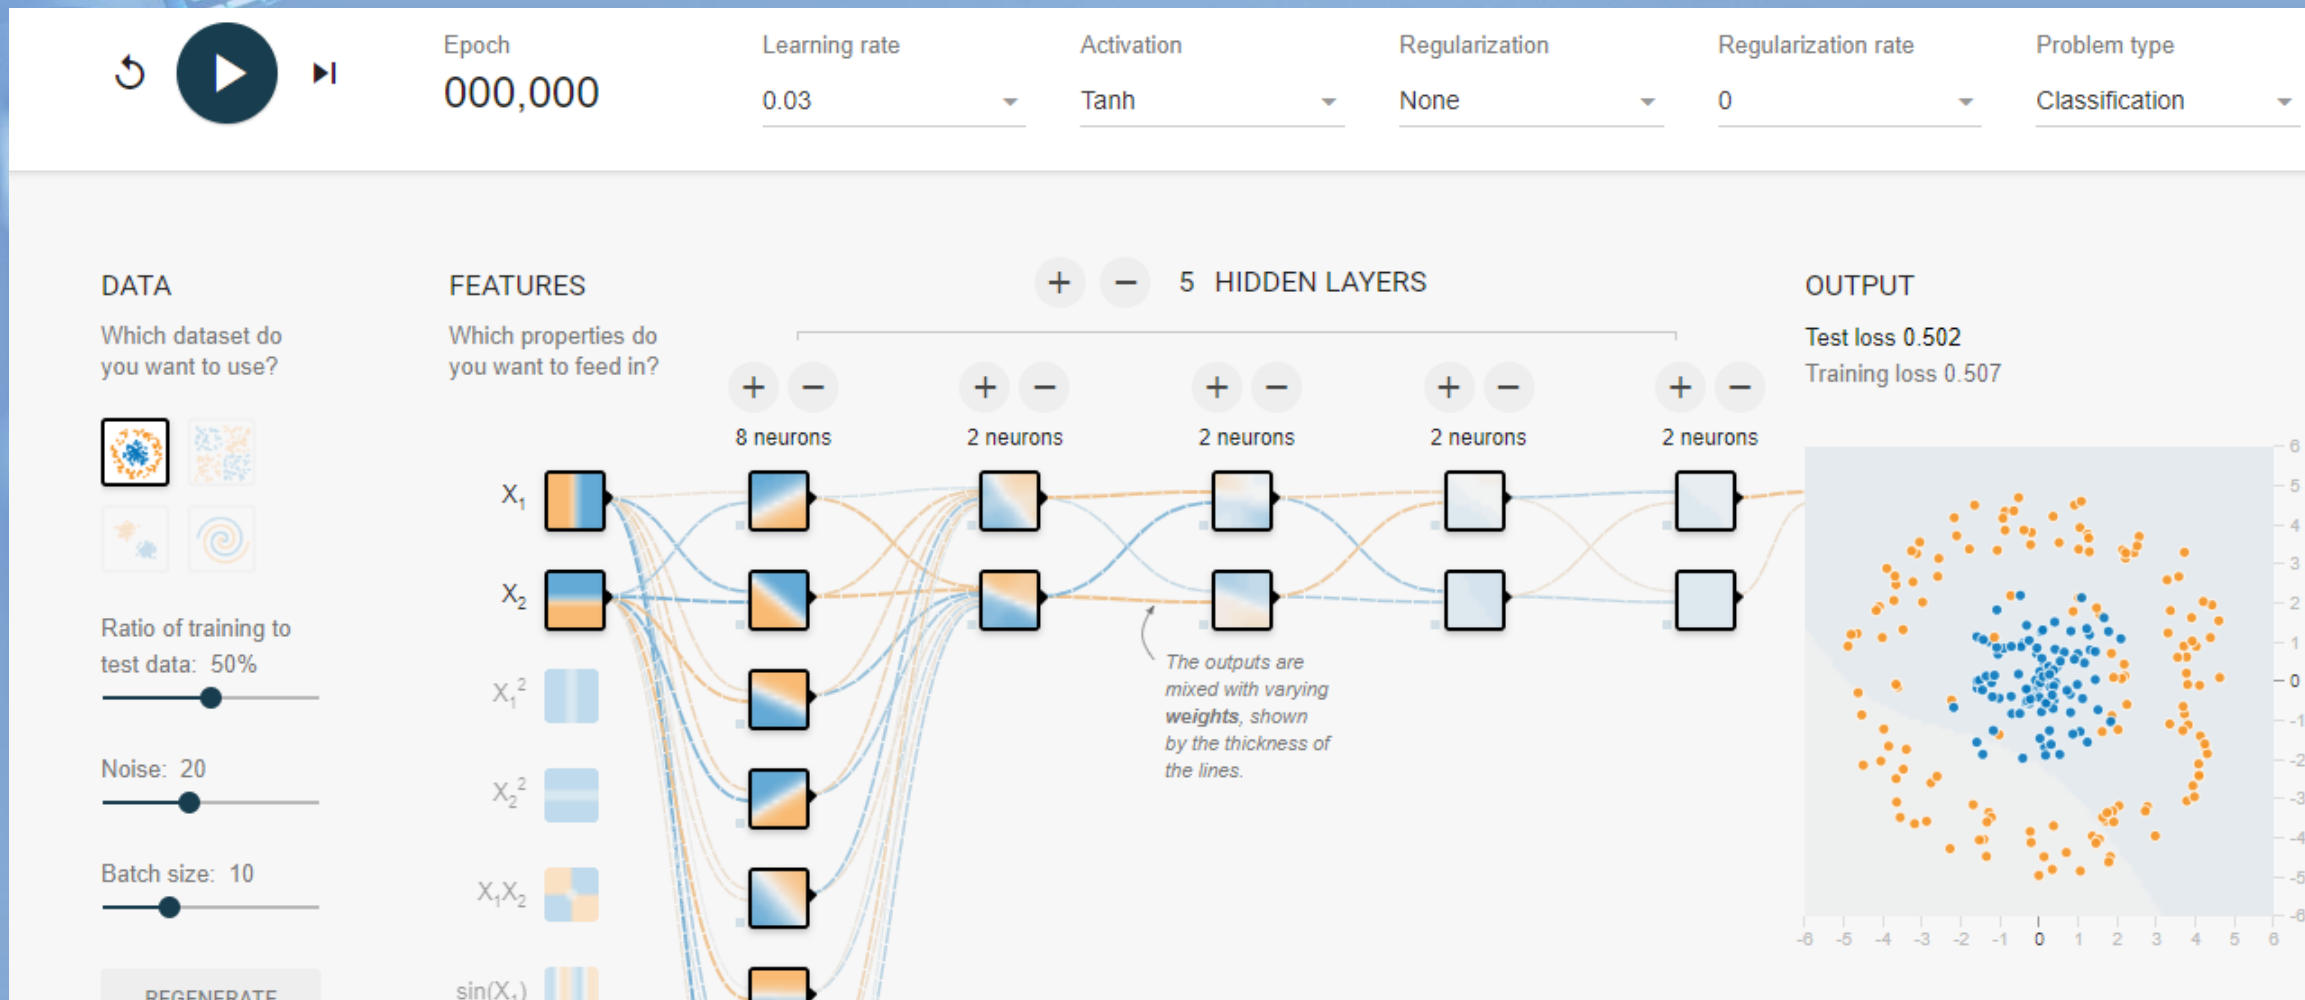 Epoch
000,000
Learning rate
0.03
Activation
Tanh
Regularization
None
Regularization rate
0
Problem type
Classification
DATA
Which dataset do
you want to use?
Ratio of training to
test data: 50%
Noise: 20
Batch size: 10
REGENERATE
FEATURES
Which properties do
you want to feed in?
X₁
X₂
X₁²
X₂²
X₁X₂
sin(X₁)
+ − 5 HIDDEN LAYERS
+ −
8 neurons
+ −
2 neurons
+ −
2 neurons
+ −
2 neurons
+ −
2 neurons
The outputs are
mixed with varying
weights, shown
by the thickness of
the lines.
OUTPUT
Test loss 0.502
Training loss 0.507
6
5
4
3
2
1
0
-1
-2
-3
-4
-5
-6
-6 -5 -4 -3 -2 -1 0 1 2 3 4 5 6